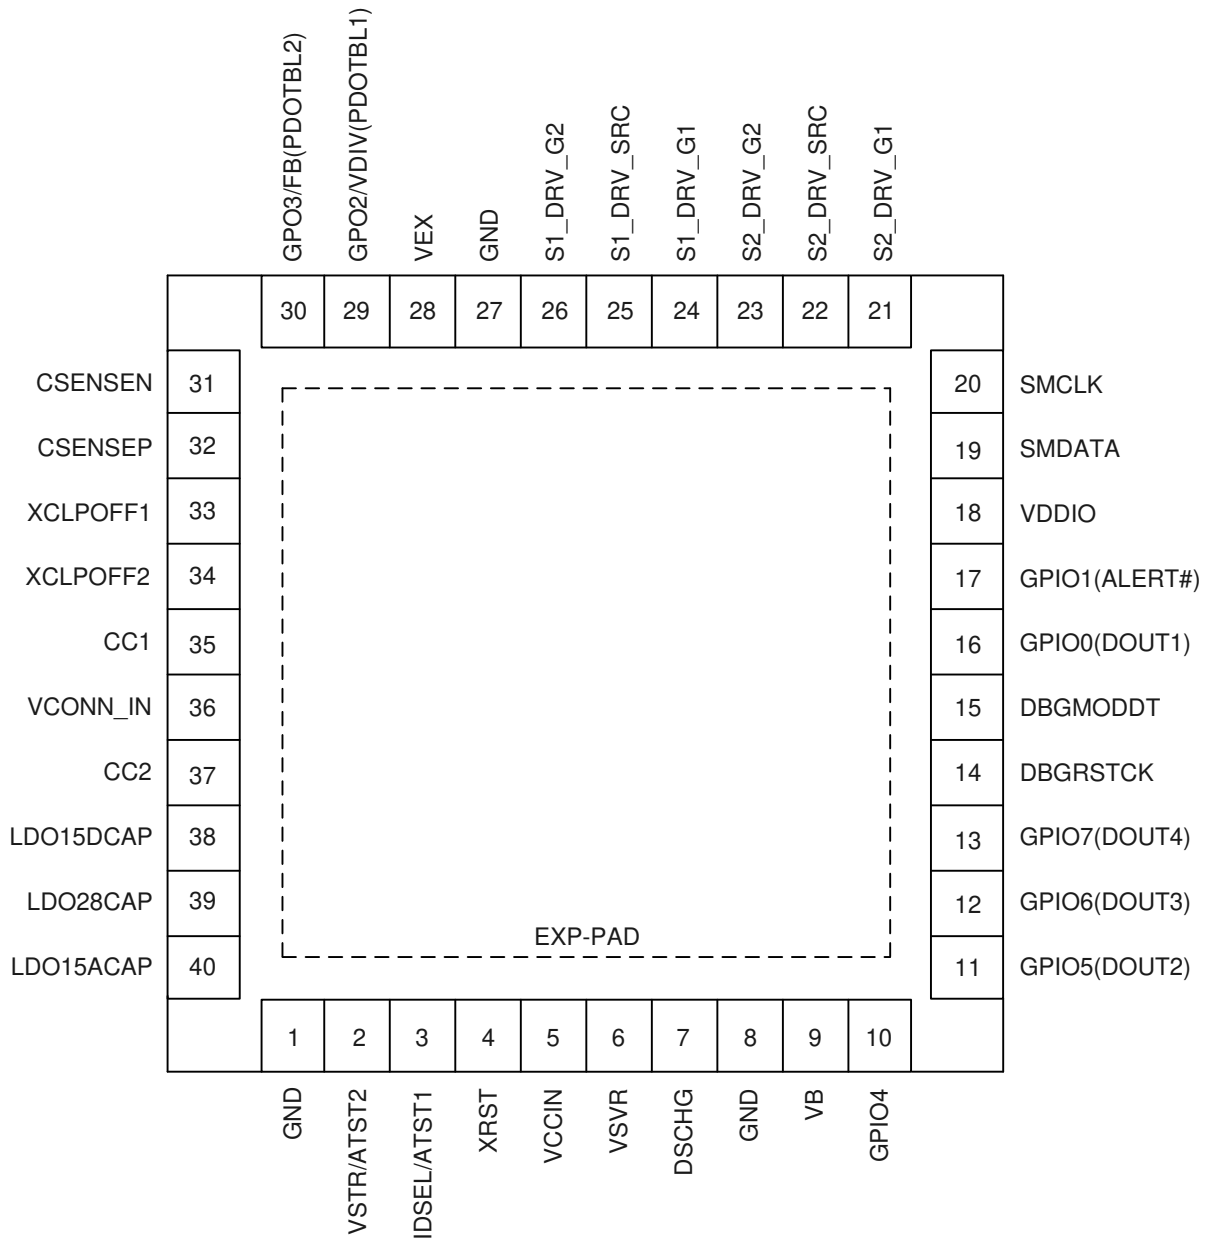 GPO3/FB(PDOTBL2)
GPO2/VDIV(PDOTBL1)
VEX
GND
S1_DRV_G2
S1_DRV_SRC
S1_DRV_G1
S2_DRV_G2
S2_DRV_SRC
S2_DRV_G1
30 29 28 27 26 25 24 23 22 21
CSENSEN 31
20 SMCLK
CSENSEP 32
19 SMDATA
XCLPOFF1 33
18 VDDIO
XCLPOFF2 34
17 GPIO1(ALERT#)
CC1 35
16 GPIO0(DOUT1)
VCONN_IN 36
15 DBGMODDT
CC2 37
14 DBGRSTCK
LDO15DCAP 38
13 GPIO7(DOUT4)
LDO28CAP 39
12 GPIO6(DOUT3)
EXP-PAD
LDO15ACAP 40
11 GPIO5(DOUT2)
1 2 3 4 5 6 7 8 9 10
GND
VSTR/ATST2
IDSEL/ATST1
XRST
VCCIN
VSVR
DSCHG
GND
VB
GPIO4